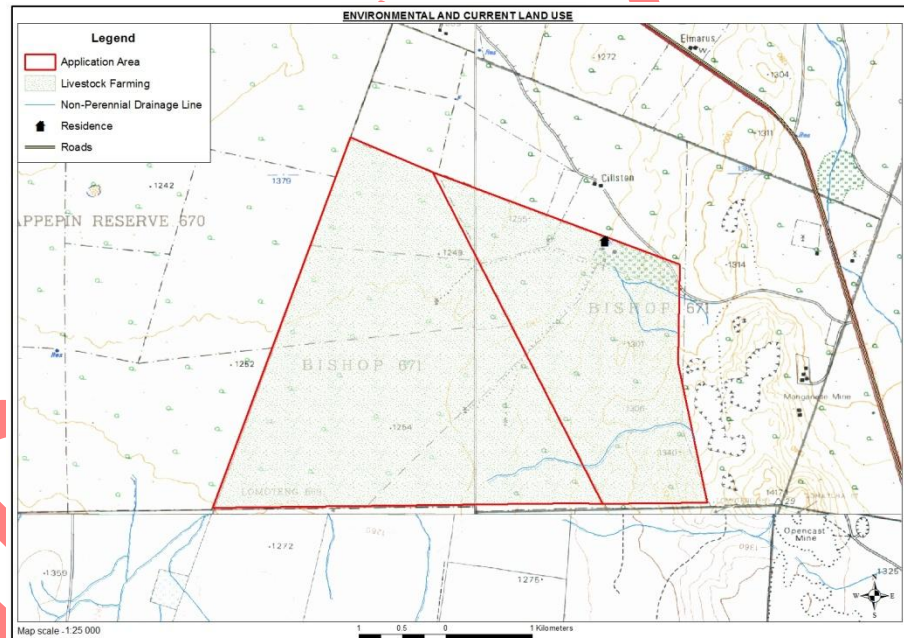 ENVIRONMENTAL AND CURRENT LAND USE
Legend
Application Area
Livestock Farming
Non-Perennial Drainage Line
Residence
Roads
Elmarus
1272
1304
1311
1242
1379
APPEPIN RESERVE 670
Cillston
1255
1249
1314
BISHOP 671
1301
1252
BISHOP 671
Manganese Mine
1306
1254
1340
LOMOTENG 669
Opencast
Mine
1272
1359
1275
1325
N
W
E
S
Map scale -1:25 000
1 0.5 0 1 Kilometers